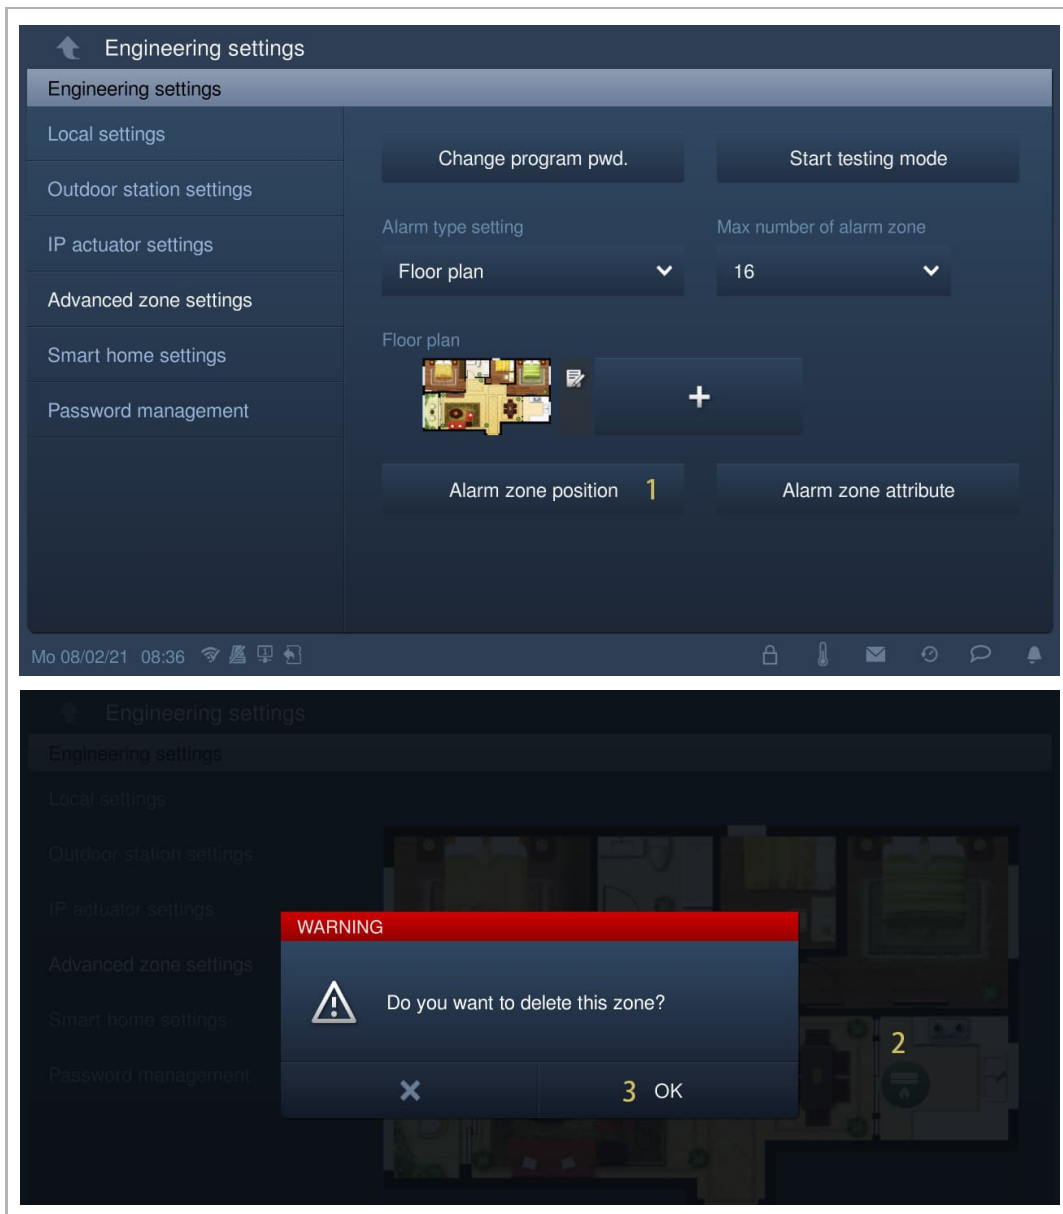 Engineering settings
Engineering settings
Local settings
Outdoor station settings
IP actuator settings
Advanced zone settings
Smart home settings
Password management
Change program pwd.
Start testing mode
Alarm type setting
Max number of alarm zone
Floor plan
16
Floor plan
+
Alarm zone position 1
Alarm zone attribute
Mo 08/02/21 08:36
Engineering settings
Engineering settings
Local settings
Outdoor station settings
IP actuator settings
Advanced zone settings
Smart home settings
Password management
WARNING
Do you want to delete this zone?
3 OK
2